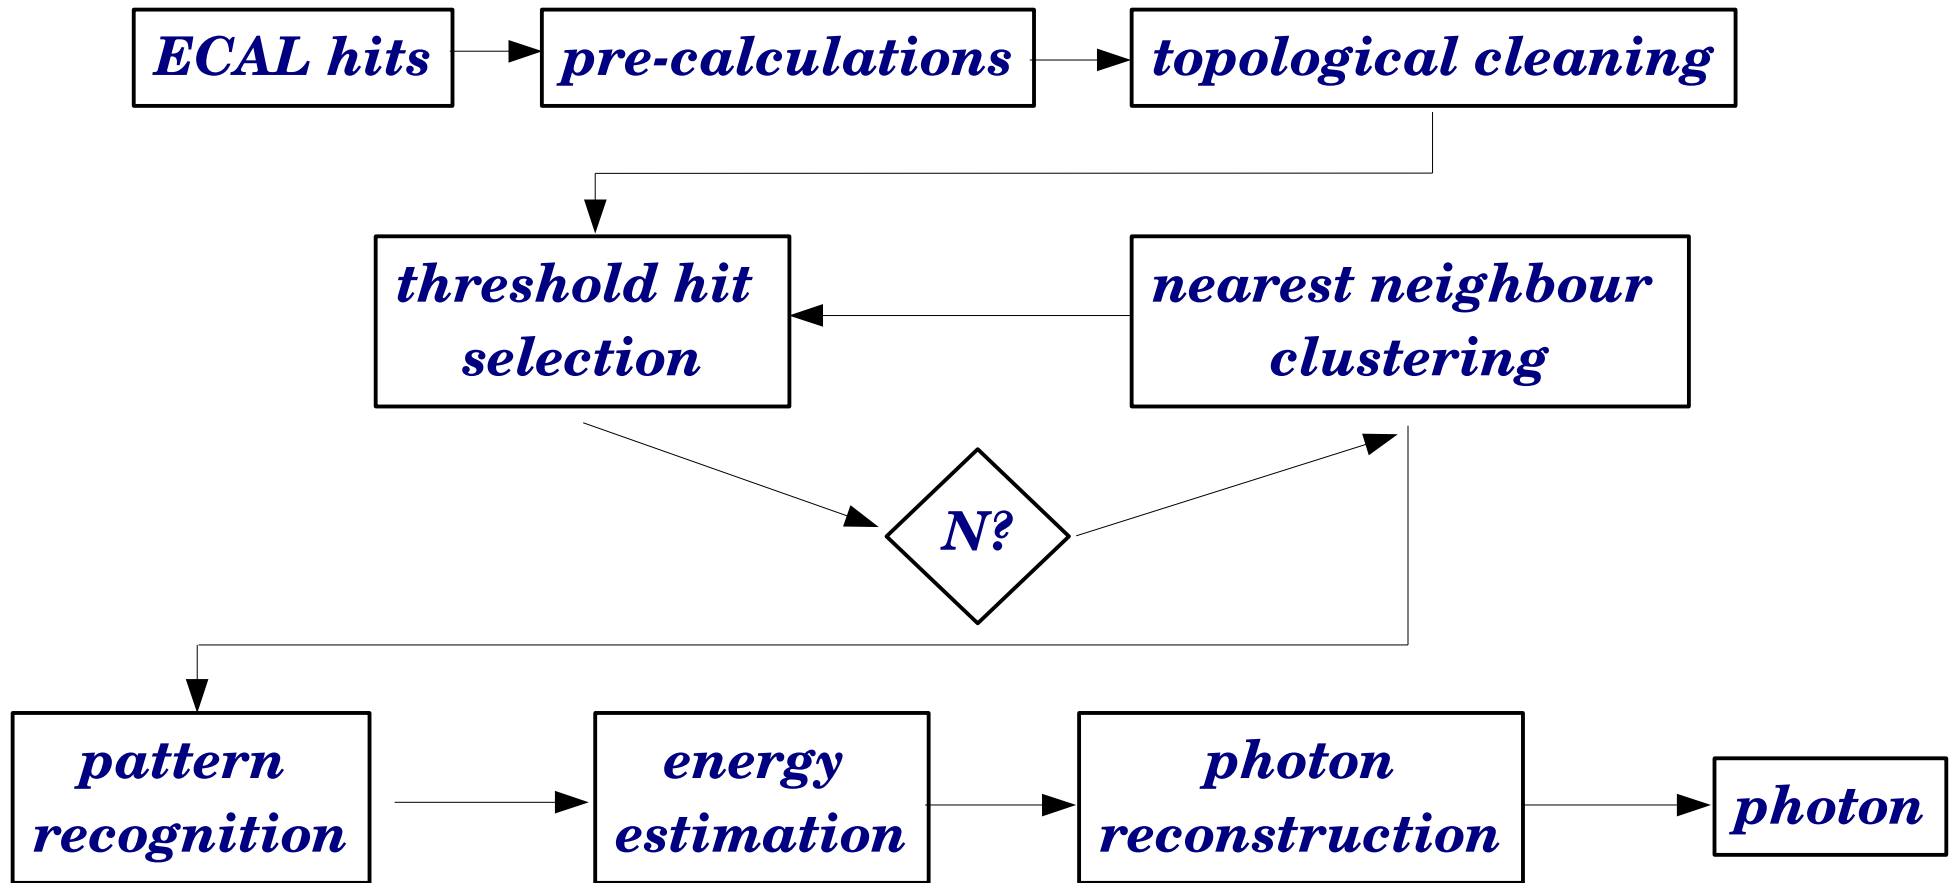 ECAL hits
pre-calculations
topological cleaning
threshold hit
selection
nearest neighbour
clustering
N?
pattern
recognition
energy
estimation
photon
reconstruction
photon